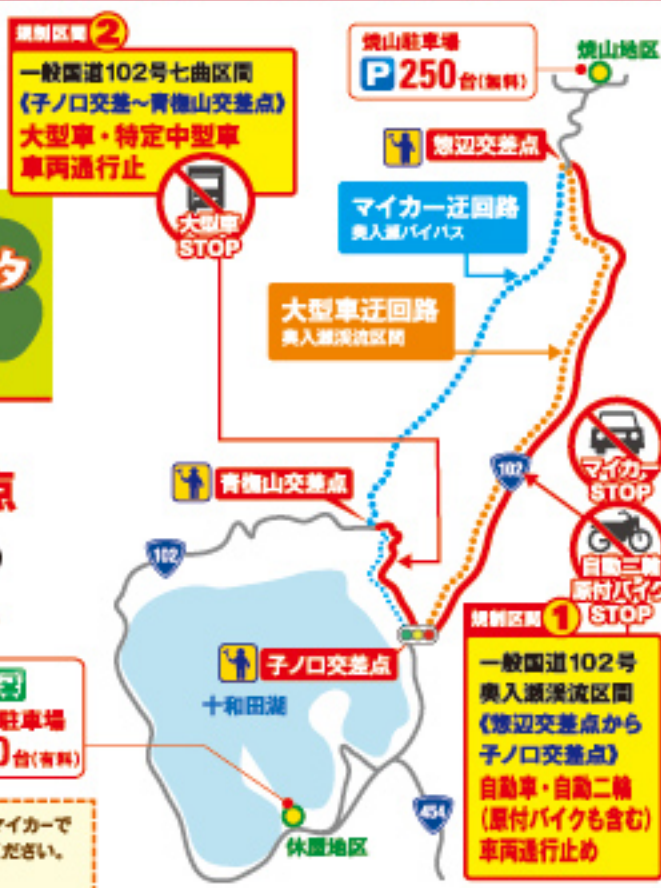 規制区間2
一般国道102号七曲区間
《子ノ口交差～青橅山交差点》
大型車・特定中型車
車両通行止
大型車
STOP
焼山駐車場
P 250台(無料)
焼山地区
惣辺交差点
マイカー迂回路
奥入瀬バイパス
大型車迂回路
奥入瀬渓流区間
タ
点
青橅山交差点
102
102
マイカー
STOP
自動二輪
原付バイク
STOP
子ノ口交差点
十和田湖
駐車場
0台(有料)
休屋地区
454
マイカーで
ださい。
規制区間1
一般国道102号
奥入瀬渓流区間
《惣辺交差点から
子ノ口交差点》
自動車・自動二輪
(原付バイクも含む)
車両通行止め